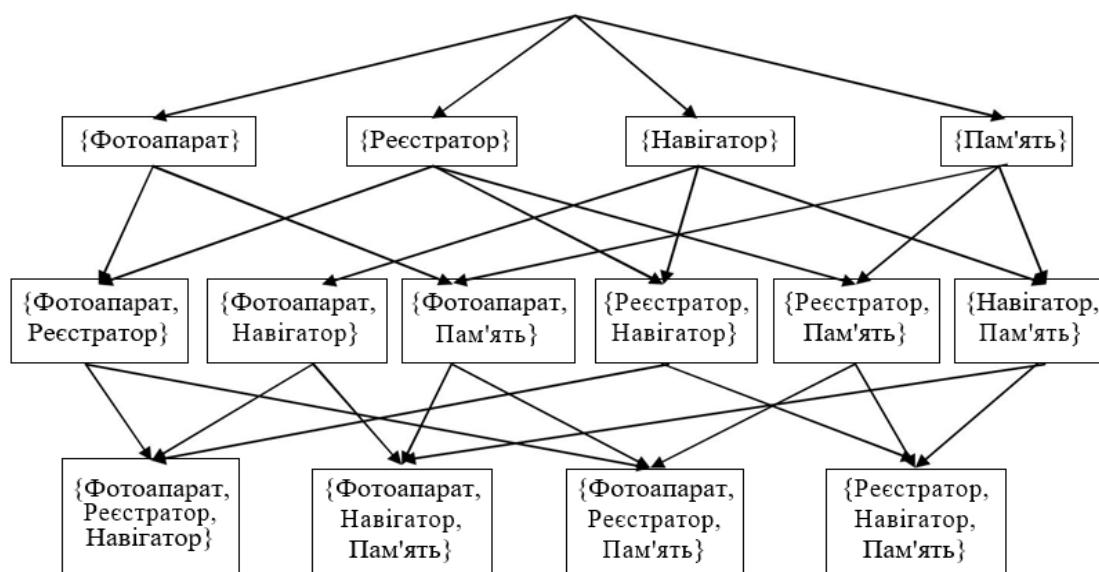 {Фотоапарат}
{Реєстратор}
{Навігатор}
{Пам'ять}
{Фотоапарат,
Реєстратор}
{Фотоапарат,
Навігатор}
{Фотоапарат,
Пам'ять}
{Реєстратор,
Навігатор}
{Реєстратор,
Пам'ять}
{Навігатор,
Пам'ять}
{Фотоапарат,
Реєстратор,
Навігатор}
{Фотоапарат,
Навігатор,
Пам'ять}
{Фотоапарат,
Реєстратор,
Пам'ять}
{Реєстратор,
Навігатор,
Пам'ять}